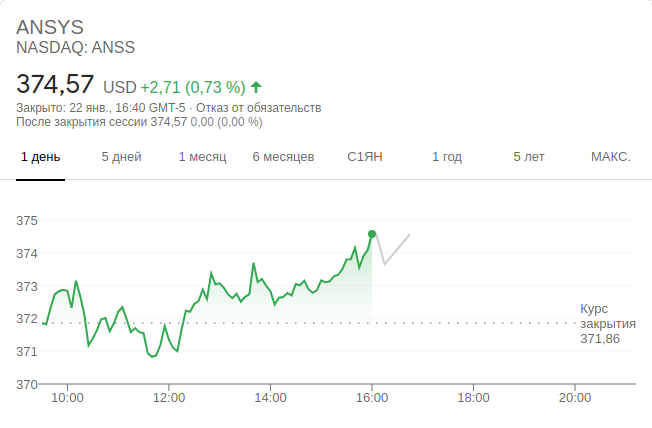 ANSYS
NASDAQ: ANSS
374,57 USD +2,71 (0,73 %)
Закрыто: 22 янв., 16:40 GMT-5 · Отказ от обязательств
После закрытия сессии 374,57 0,00 (0,00 %)
1 день 5 дней 1 месяц 6 месяцев С1ЯН 1 год 5 лет МАКС.
375
374
373
372
371
370
Курс
закрытия
371,86
10:00 12:00 14:00 16:00 18:00 20:00